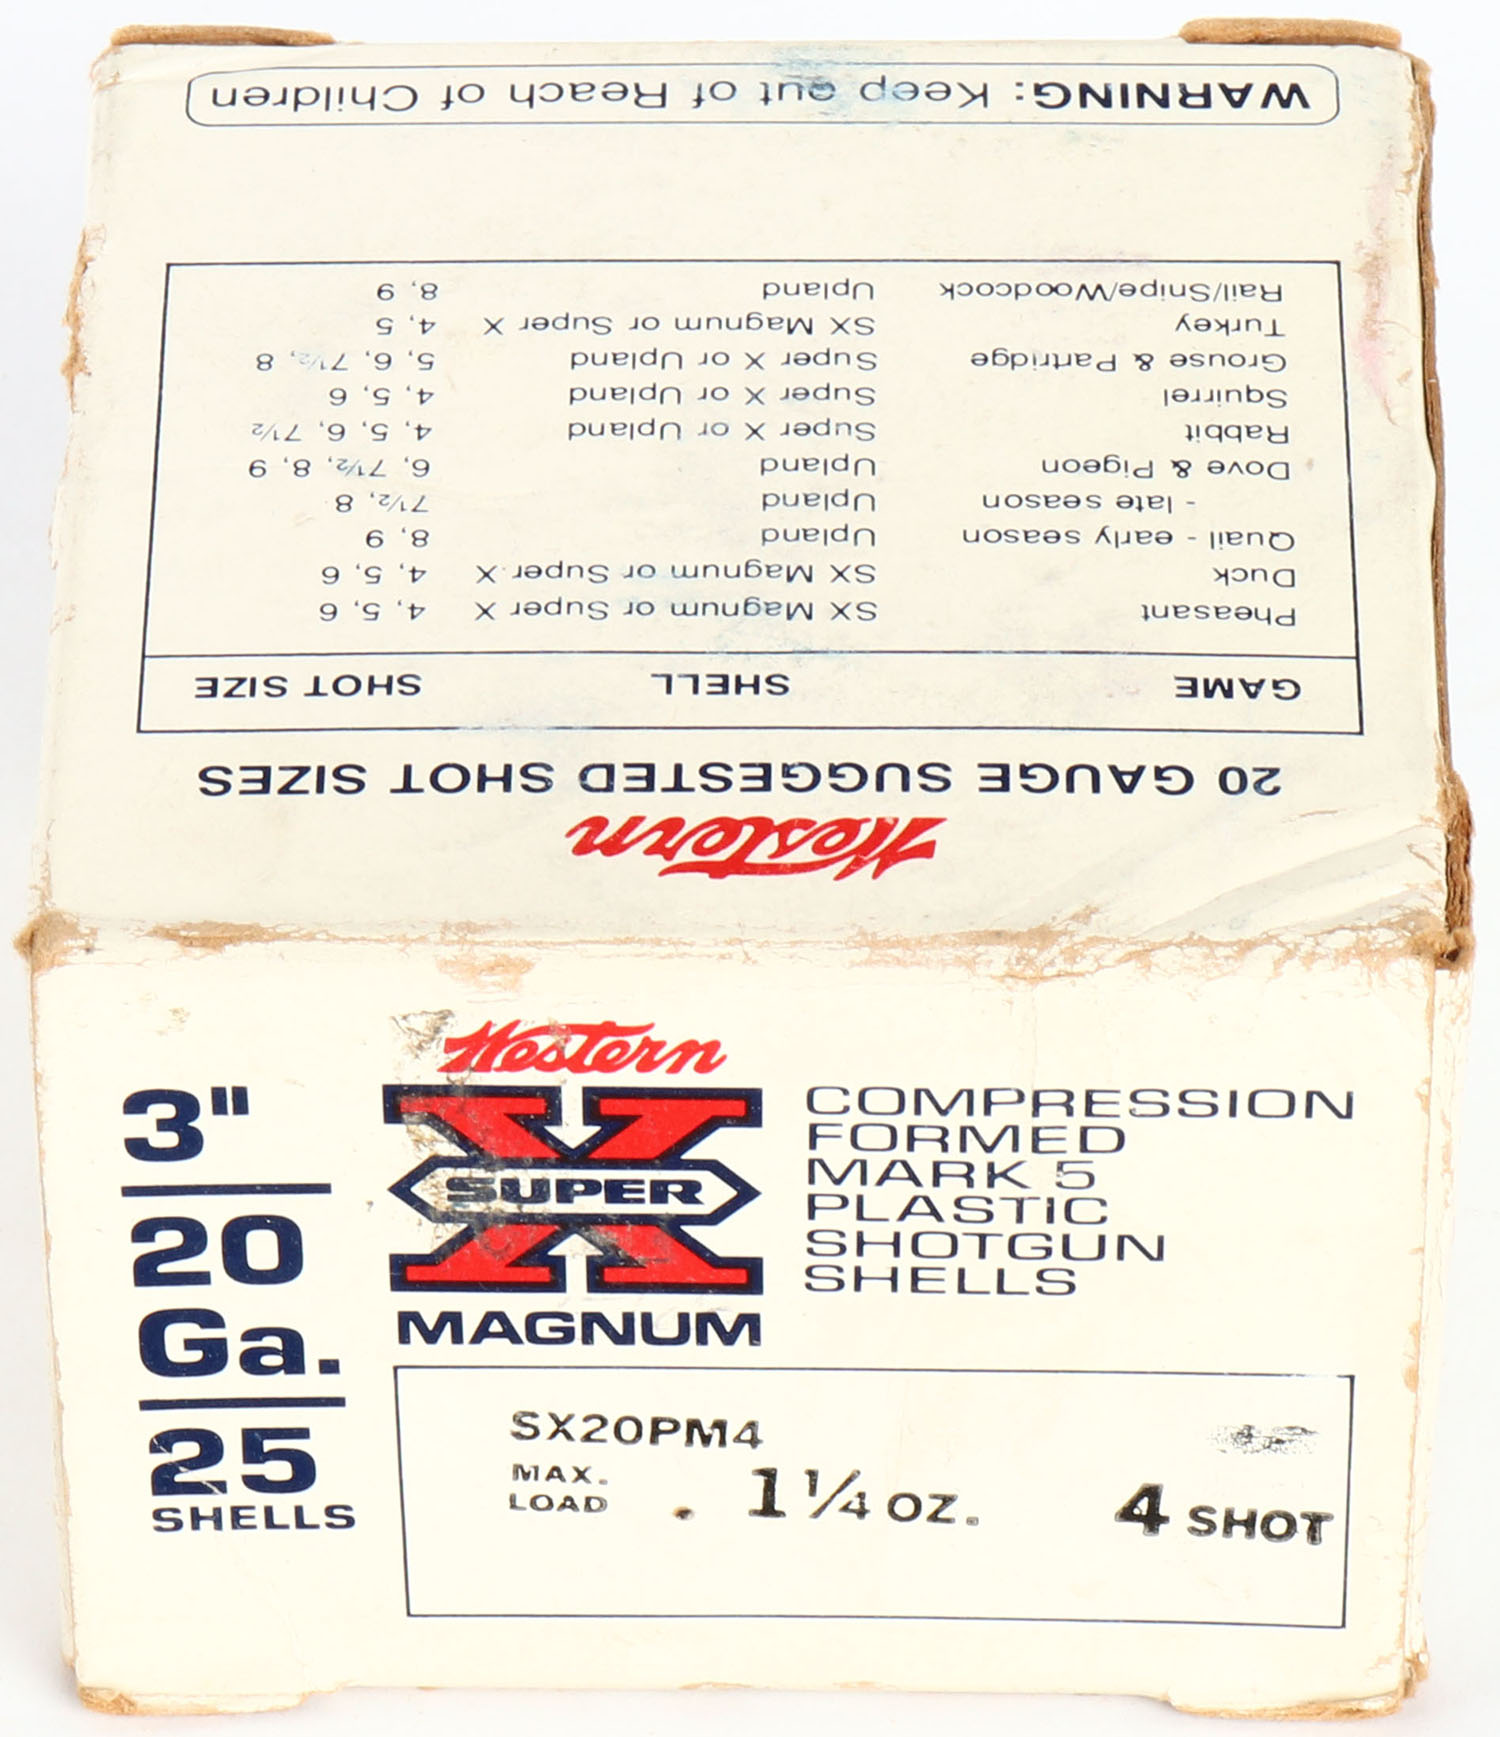 Western
20 GAUGE SUGGESTED SHOT SIZES
GAME SHELL SHOT SIZE
Pheasant SX Magnum or Super X 4, 5, 6
Duck SX Magnum or Super X 4, 5, 6
Quail - early season Upland 8, 9
- late season Upland 7½, 8
Dove & Pigeon Upland 6, 7½, 8, 9
Rabbit Super X or Upland 4, 5, 6, 7½
Squirrel Super X or Upland 4, 5, 6
Grouse & Partridge Super X or Upland 5, 6, 7½, 8
Turkey SX Magnum or Super X 4, 5
Rail/Snipe/Woodcock Upland 8, 9
WARNING: Keep out of Reach of Children
3"
20
Ga.
25
SHELLS
Western
SUPER X
MAGNUM
COMPRESSION
FORMED
MARK 5
PLASTIC
SHOTGUN
SHELLS
SX20PM4
MAX.
LOAD . 1¼ OZ. 4 SHOT